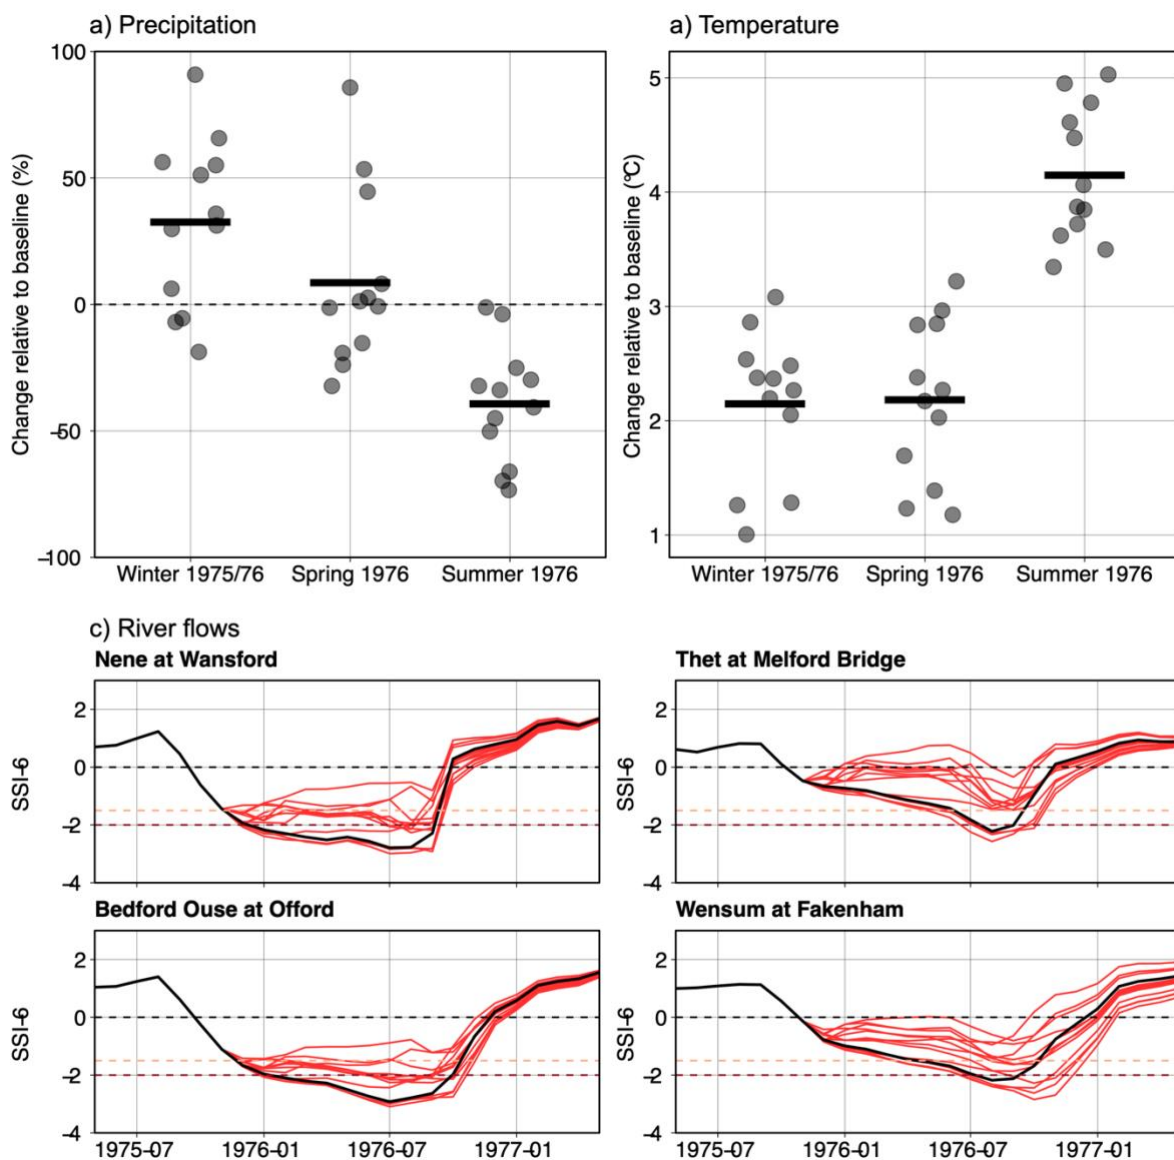 a) Precipitation
Change relative to baseline (%)
100
50
0
−50
−100
Winter 1975/76 Spring 1976 Summer 1976
a) Temperature
Change relative to baseline (°C)
5
4
3
2
1
Winter 1975/76 Spring 1976 Summer 1976
c) River flows
Nene at Wansford
SSI-6
2
0
−2
−4
Thet at Melford Bridge
SSI-6
2
0
−2
−4
Bedford Ouse at Offord
SSI-6
2
0
−2
−4
1975−07 1976−01 1976−07 1977−01
Wensum at Fakenham
SSI-6
2
0
−2
−4
1975−07 1976−01 1976−07 1977−01